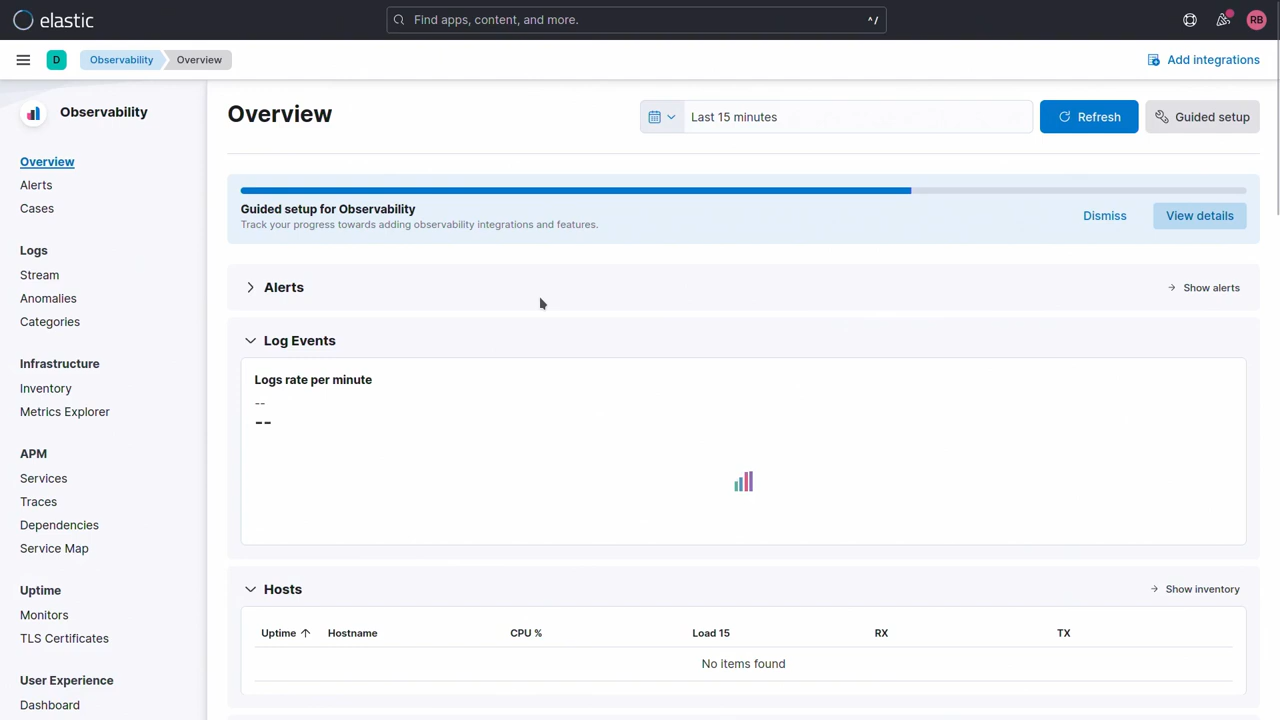 elastic
Find apps, content, and more.
^/
RB
D
Observability
Overview
Add integrations
Observability
Overview
Alerts
Cases
Logs
Stream
Anomalies
Categories
Infrastructure
Inventory
Metrics Explorer
APM
Services
Traces
Dependencies
Service Map
Uptime
Monitors
TLS Certificates
User Experience
Dashboard
Overview
Last 15 minutes
Refresh
Guided setup
Guided setup for Observability
Track your progress towards adding observability integrations and features.
Dismiss
View details
Alerts
Show alerts
Log Events
Logs rate per minute
--
--
Hosts
Show inventory
Uptime Hostname CPU % Load 15 RX TX
No items found